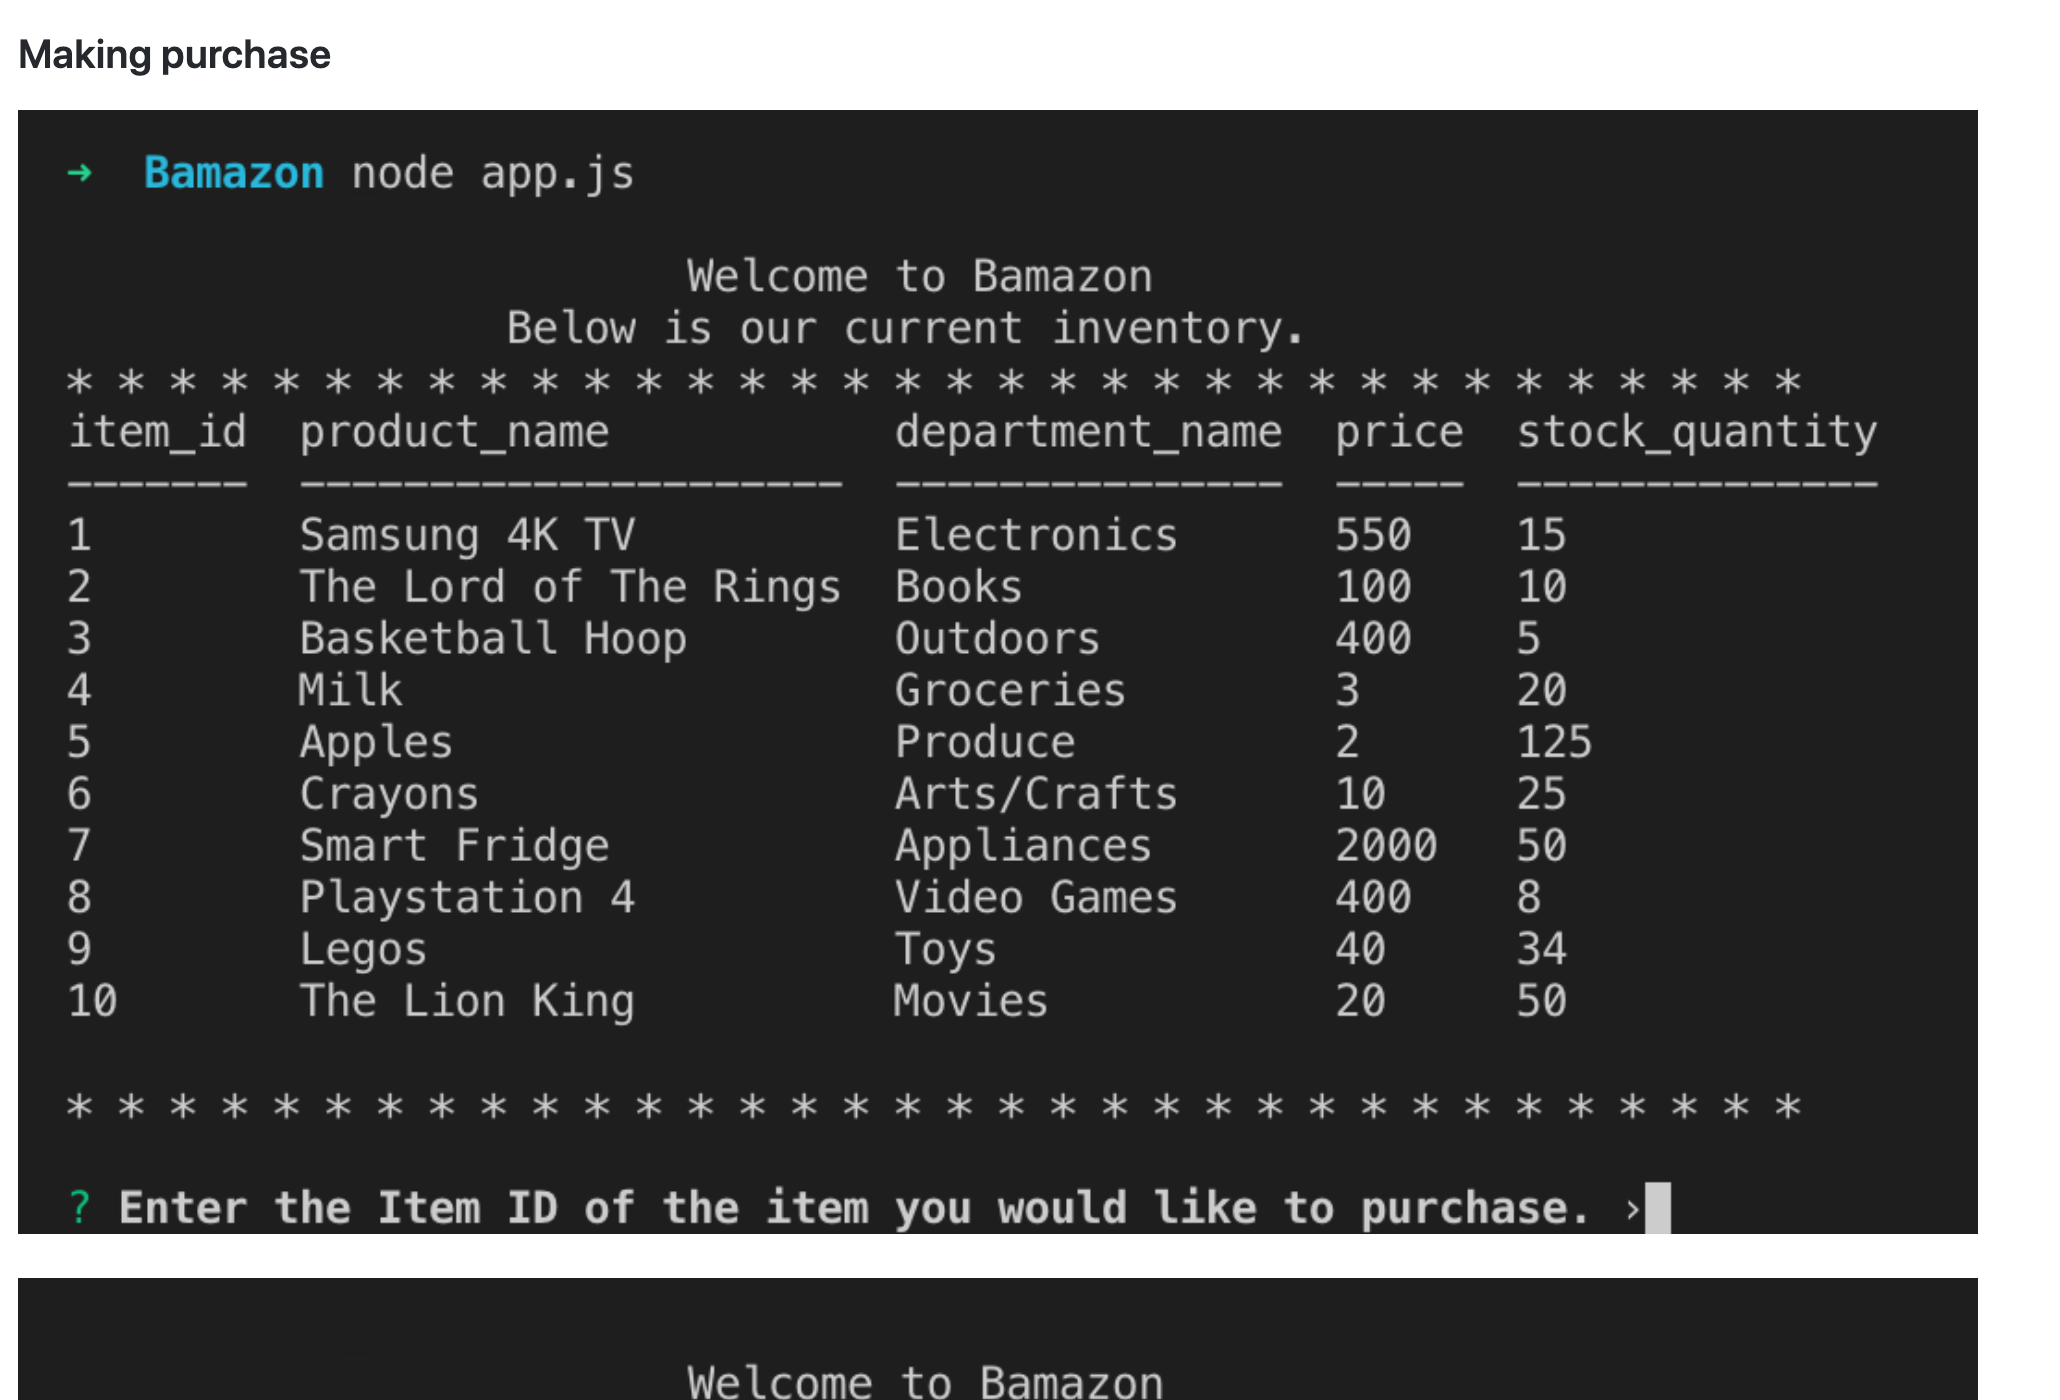 Making purchase
➜  Bamazon node app.js
Welcome to Bamazon
Below is our current inventory.
* * * * * * * * * * * * * * * * * * * * * * * * * * * * * * * * * *
item_id  product_name           department_name  price  stock_quantity
-------  ---------------------  ---------------  -----  --------------
1        Samsung 4K TV          Electronics      550    15
2        The Lord of The Rings  Books            100    10
3        Basketball Hoop        Outdoors         400    5
4        Milk                   Groceries        3      20
5        Apples                 Produce          2      125
6        Crayons                Arts/Crafts      10     25
7        Smart Fridge           Appliances       2000   50
8        Playstation 4          Video Games      400    8
9        Legos                  Toys             40     34
10       The Lion King          Movies           20     50
* * * * * * * * * * * * * * * * * * * * * * * * * * * * * * * * * *
? Enter the Item ID of the item you would like to purchase. ›
Welcome to Bamazon